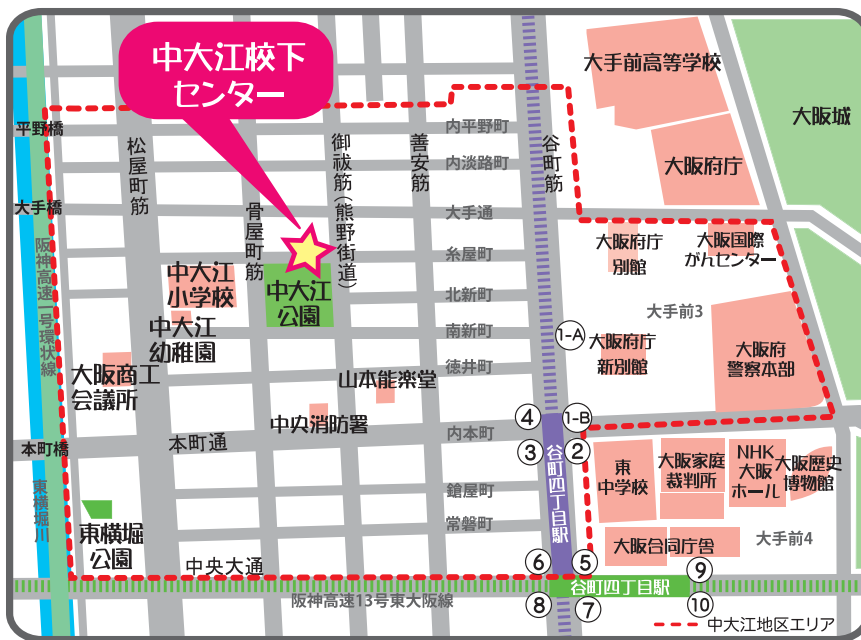 中大江校下
センター
大手前高等学校
大阪城
平野橋
内平野町
松屋町筋
御祓筋(熊野街道)
善安筋
谷町筋
内淡路町
大阪府庁
大手橋
骨屋町筋
大手通
阪神高速一号環状線
糸屋町
大阪府庁
別館
大阪国際
がんセンター
中大江
小学校
中大江
公園
北新町
大手前3
中大江
幼稚園
南新町
1-A
大阪府庁
新別館
大阪府
警察本部
大阪商工
会議所
山本能楽堂
徳井町
中央消防署
4
1-B
本町橋
本町通
内本町
3
2
谷町四丁目駅
東
中学校
大阪家庭
裁判所
NHK
大阪
ホール
大阪歴史
博物館
東横堀川
鎧屋町
東横堀
公園
常磐町
大阪合同庁舎
大手前4
中央大通
6
5
9
谷町四丁目駅
阪神高速13号東大阪線
8
7
10
中大江地区エリア